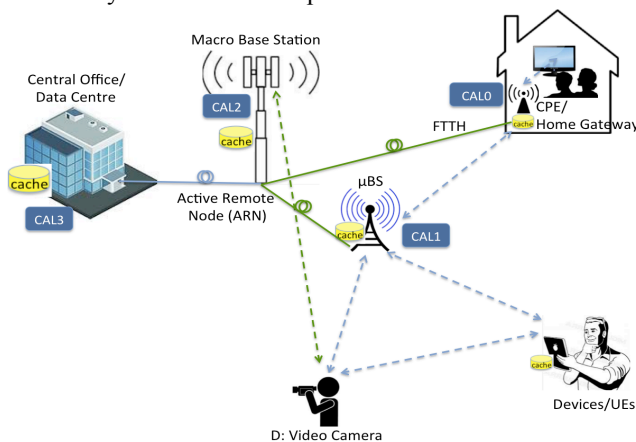 Macro Base Station
Central Office/
Data Centre
CAL2
cache
CAL0
CPE/
cache
Home Gateway
FTTH
cache
CAL3
Active Remote
Node (ARN)
μBS
cache
CAL1
cache
Devices/UEs
D: Video Camera